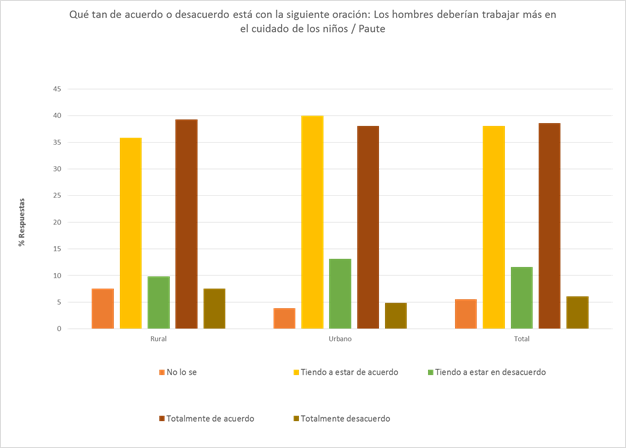 Qué tan de acuerdo o desacuerdo está con la siguiente oración: Los hombres deberían trabajar más en
el cuidado de los niños / Paute
45
40
35
30
25
20
15
10
5
0
% Respuestas
Rural
Urbano
Total
No lo se
Tiendo a estar de acuerdo
Tiendo a estar en desacuerdo
Totalmente de acuerdo
Totalmente desacuerdo